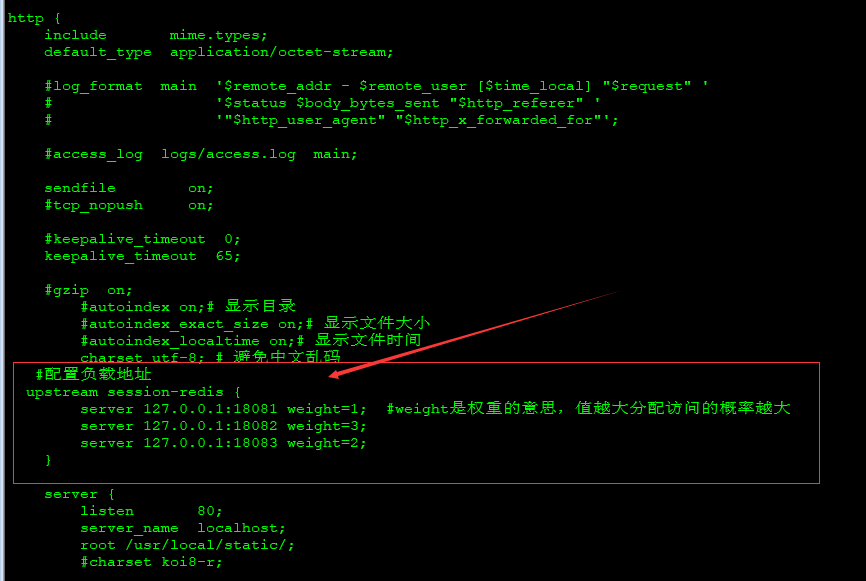 http {
include mime.types;
default_type application/octet-stream;
#log_format main '$remote_addr - $remote_user [$time_local] "$request" '
# '$status $body_bytes_sent "$http_referer" '
# '"$http_user_agent" "$http_x_forwarded_for"';
#access_log logs/access.log main;
sendfile on;
#tcp_nopush on;
#keepalive_timeout 0;
keepalive_timeout 65;
#gzip on;
#autoindex on;# 显示目录
#autoindex_exact_size on;# 显示文件大小
#autoindex_localtime on;# 显示文件时间
charset utf-8; # 避免中文乱码
#配置负载地址
upstream session-redis {
server 127.0.0.1:18081 weight=1; #weight是权重的意思，值越大分配访问的概率越大
server 127.0.0.1:18082 weight=3;
server 127.0.0.1:18083 weight=2;
}
server {
listen 80;
server_name localhost;
root /usr/local/static/;
#charset koi8-r;